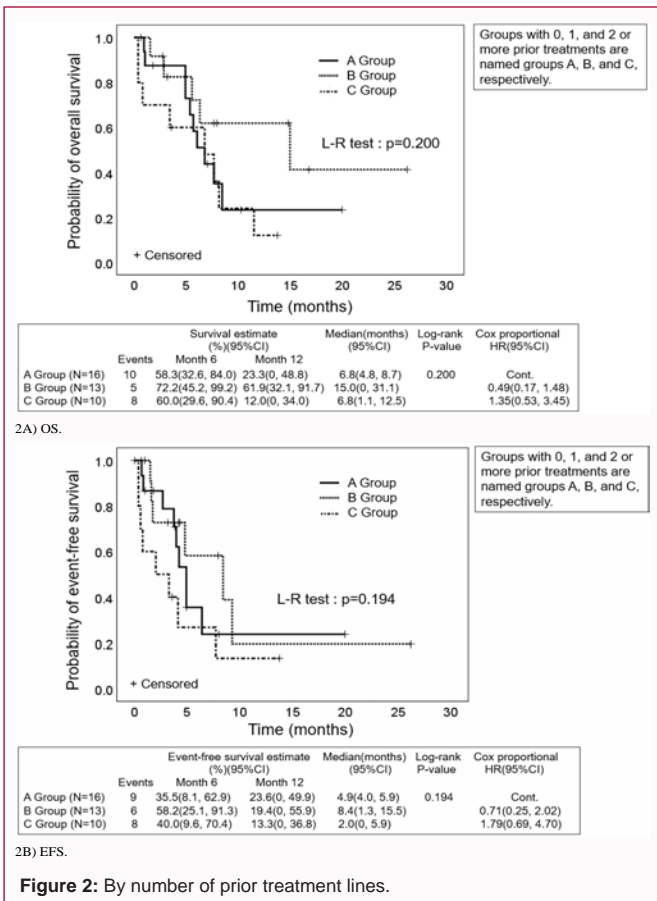 Groups with 0, 1, and 2 or
more prior treatments are
named groups A, B, and C,
respectively.
Probability of overall survival
1.0
0.8
0.6
0.4
0.2
0.0
A Group
B Group
C Group
L-R test : p=0.200
+ Censored
0 5 10 15 20 25 30
Time (months)
Survival estimate Median(months) Log-rank Cox proportional
(%)(95%CI) (95%CI) P-value HR(95%CI)
Events Month 6 Month 12
A Group (N=16) 10 58.3(32.6, 84.0) 23.3(0, 48.8) 6.8(4.8, 8.7) 0.200 Cont.
B Group (N=13) 5 72.2(45.2, 99.2) 61.9(32.1, 91.7) 15.0(0, 31.1) 0.49(0.17, 1.48)
C Group (N=10) 8 60.0(29.6, 90.4) 12.0(0, 34.0) 6.8(1.1, 12.5) 1.35(0.53, 3.45)
2A) OS.
Groups with 0, 1, and 2 or
more prior treatments are
named groups A, B, and C,
respectively.
Probability of event-free survival
1.0
0.8
0.6
0.4
0.2
0.0
A Group
B Group
C Group
L-R test : p=0.194
+ Censored
0 5 10 15 20 25 30
Time (months)
Event-free survival estimate Median(months) Log-rank Cox proportional
(%)(95%CI) (95%CI) P-value HR(95%CI)
Events Month 6 Month 12
A Group (N=16) 9 35.5(8.1, 62.9) 23.6(0, 49.9) 4.9(4.0, 5.9) 0.194 Cont.
B Group (N=13) 6 58.2(25.1, 91.3) 19.4(0, 55.9) 8.4(1.3, 15.5) 0.71(0.25, 2.02)
C Group (N=10) 8 40.0(9.6, 70.4) 13.3(0, 36.8) 2.0(0, 5.9) 1.79(0.69, 4.70)
2B) EFS.
Figure 2: By number of prior treatment lines.